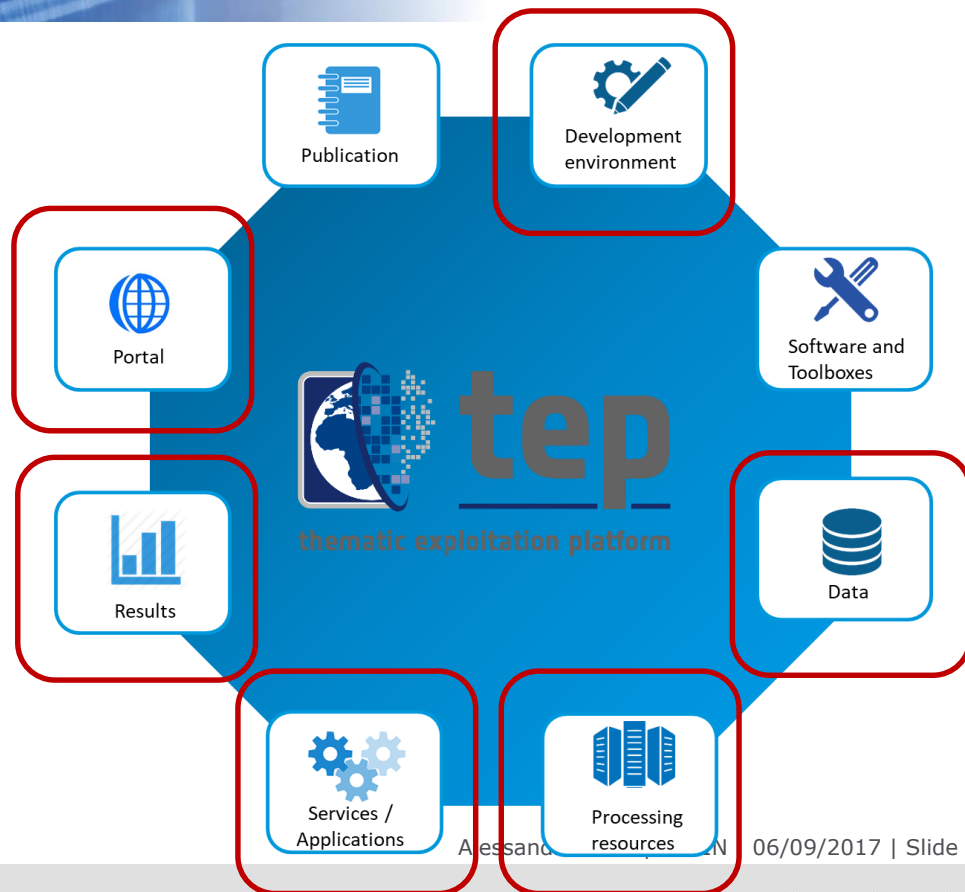 Publication
Development
environment
Portal
Software and
Toolboxes
tep
thematic exploitation platform
Results
Data
Services /
Applications
Processing
resources
06/09/2017 | Slide